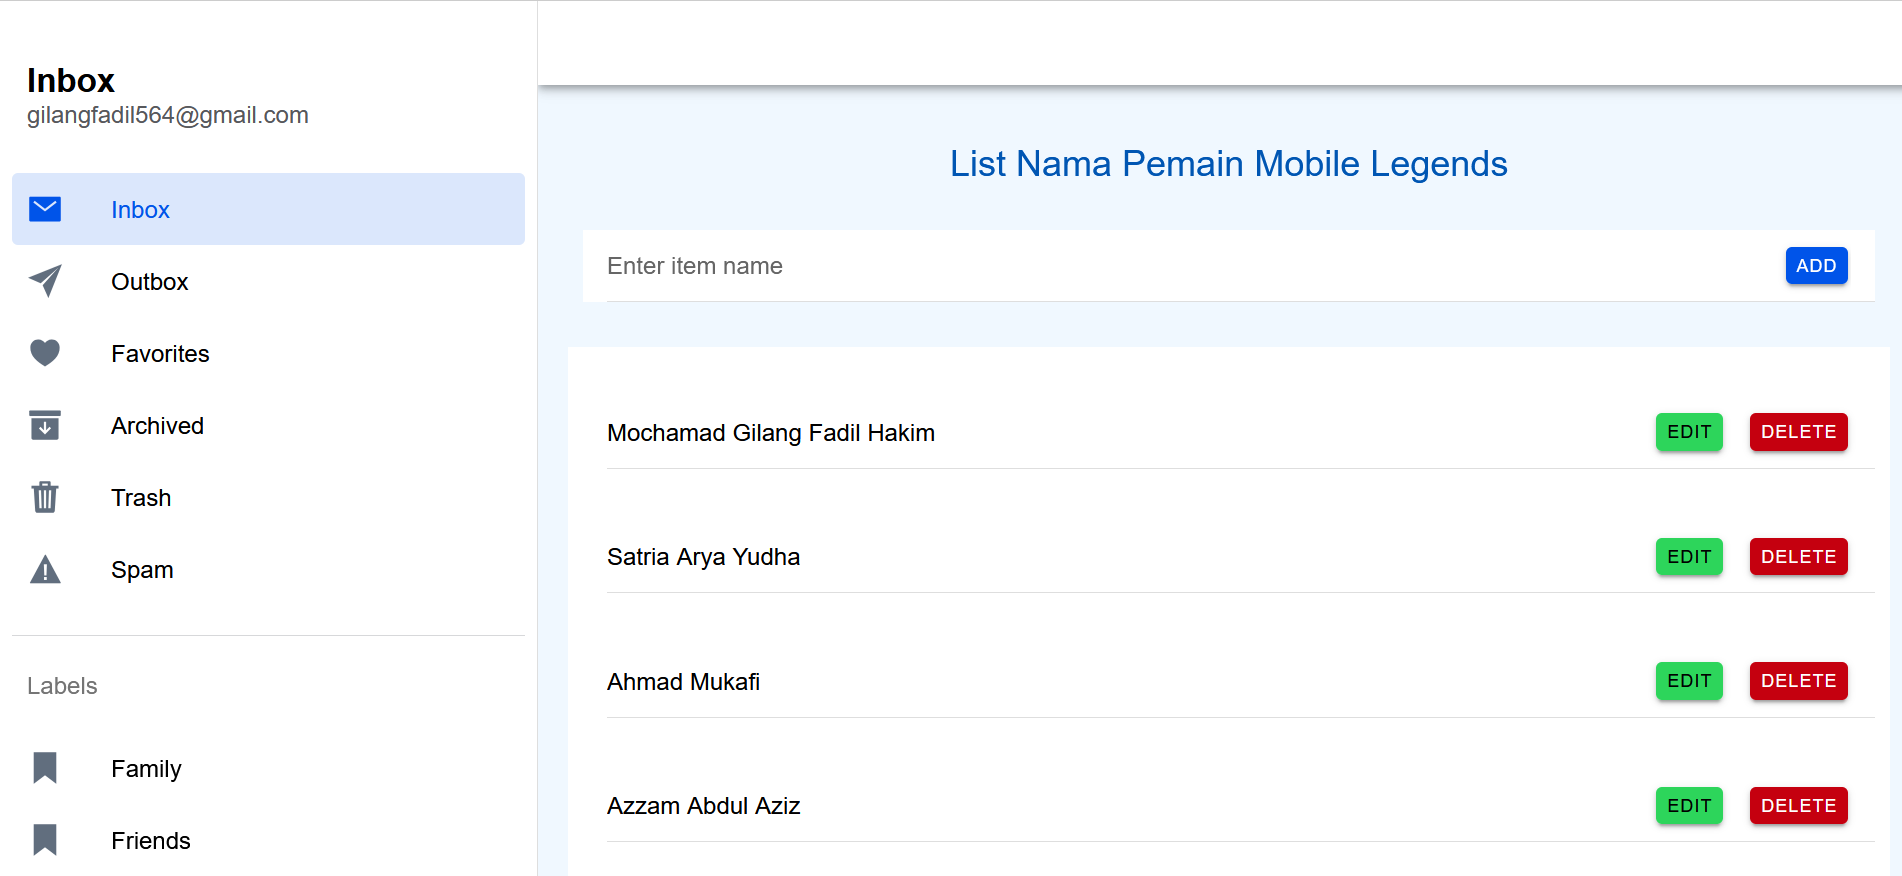 Inbox
gilangfadil564@gmail.com
Inbox
Outbox
Favorites
Archived
Trash
Spam
Labels
Family
Friends
List Nama Pemain Mobile Legends
Enter item name ADD
Mochamad Gilang Fadil Hakim EDIT DELETE
Satria Arya Yudha EDIT DELETE
Ahmad Mukafi EDIT DELETE
Azzam Abdul Aziz EDIT DELETE